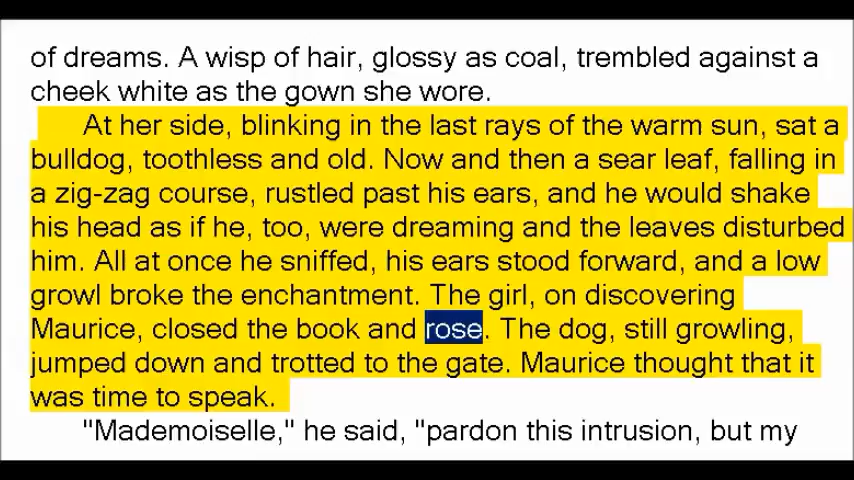 of dreams. A wisp of hair, glossy as coal, trembled against a
cheek white as the gown she wore.
At her side, blinking in the last rays of the warm sun, sat a
bulldog, toothless and old. Now and then a sear leaf, falling in
a zig-zag course, rustled past his ears, and he would shake
his head as if he, too, were dreaming and the leaves disturbed
him. All at once he sniffed, his ears stood forward, and a low
growl broke the enchantment. The girl, on discovering
Maurice, closed the book and rose. The dog, still growling,
jumped down and trotted to the gate. Maurice thought that it
was time to speak.
"Mademoiselle," he said, "pardon this intrusion, but my